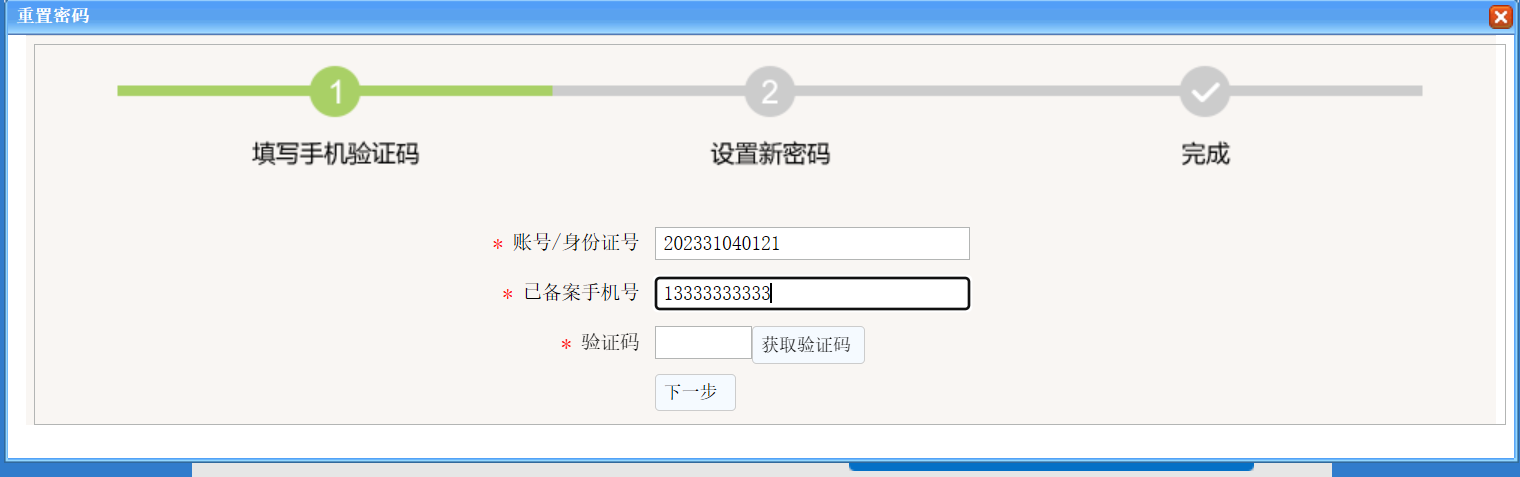 重置密码
1
2
填写手机验证码
设置新密码
完成
* 账号/身份证号 202331040121
* 已备案手机号 13333333333
* 验证码 获取验证码
下一步